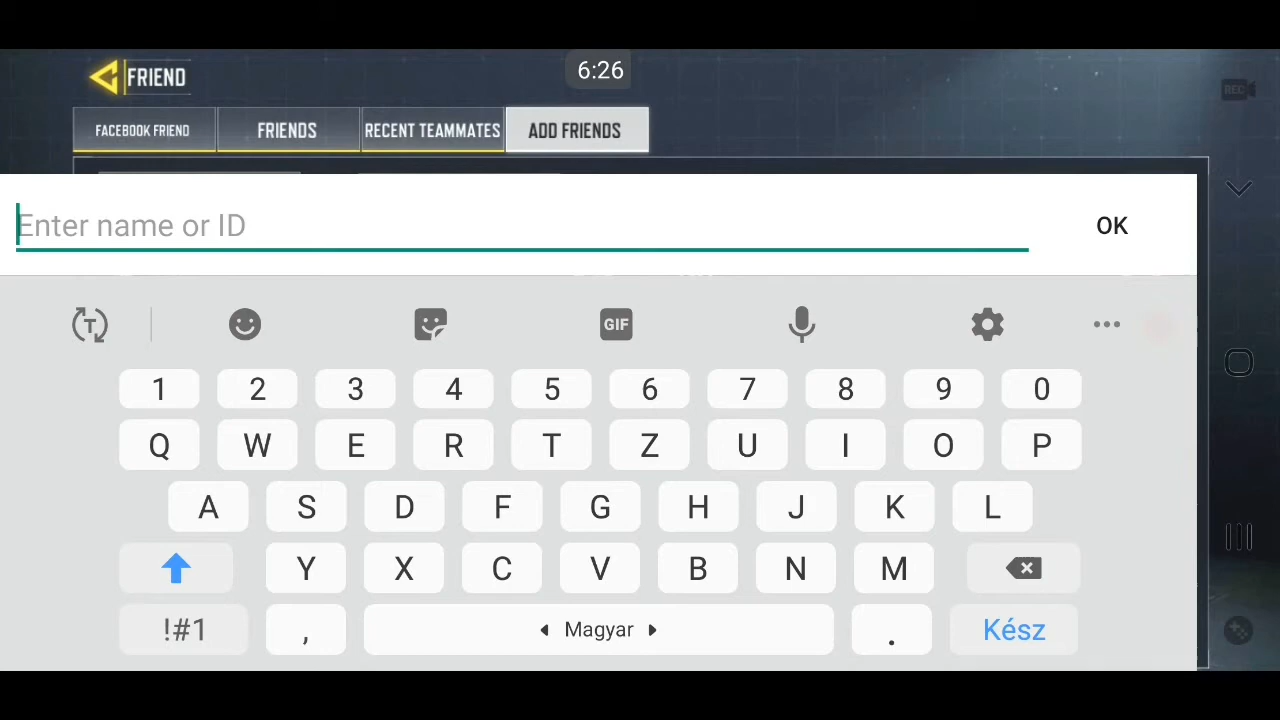 FRIEND
6:26
REC
FACEBOOK FRIEND FRIENDS RECENT TEAMMATES ADD FRIENDS
Enter name or ID OK
T GIF
1 2 3 4 5 6 7 8 9 0
Q W E R T Z U I O P
A S D F G H J K L
Y X C V B N M
!#1 , Magyar . Kész